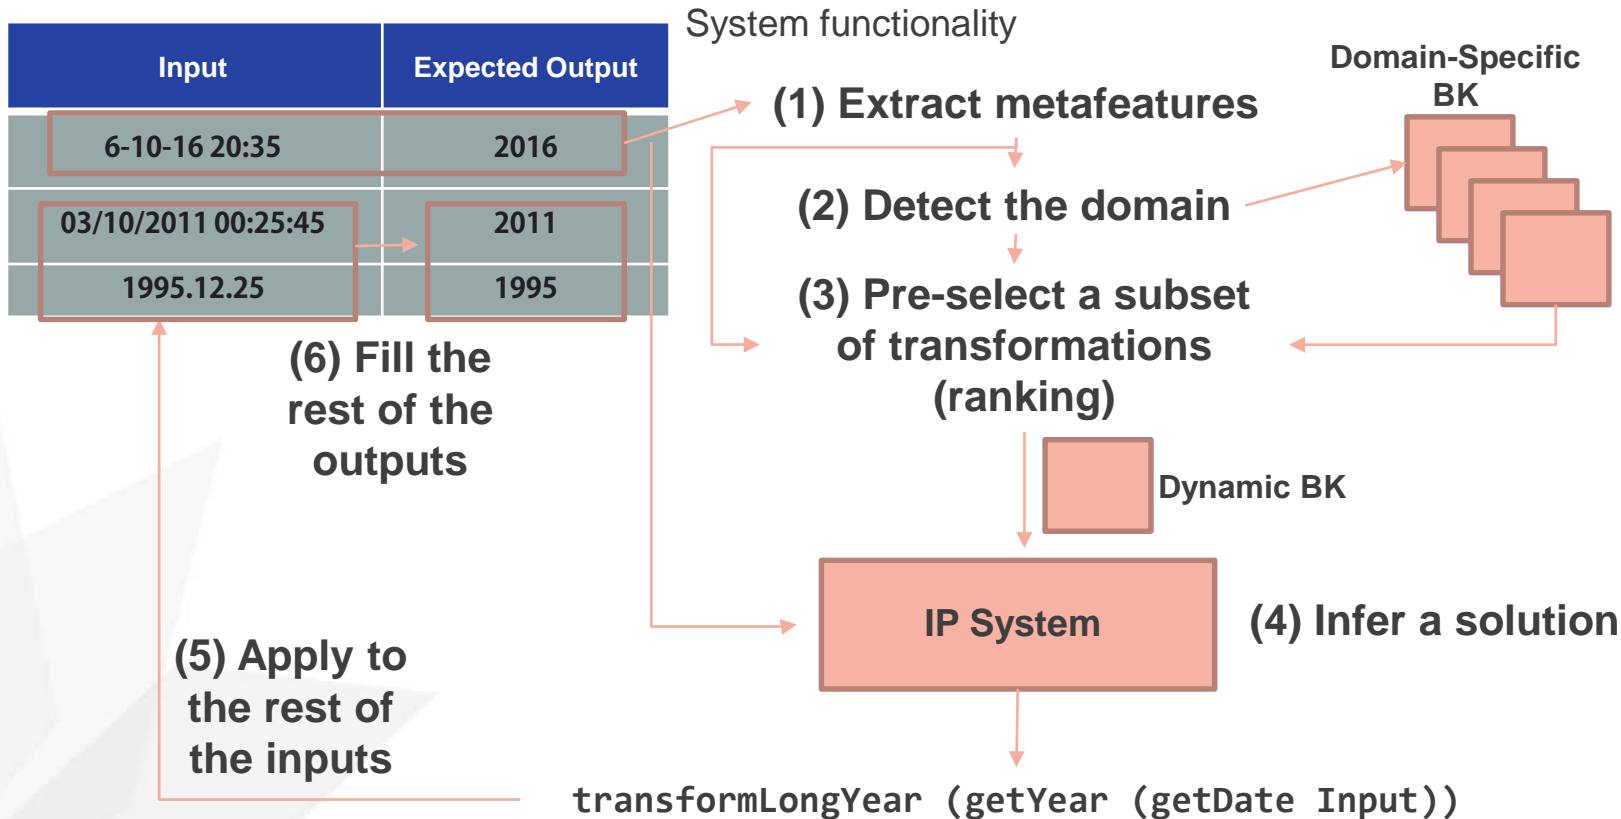 System functionality
Input
Expected Output
6-10-16 20:35
2016
03/10/2011 00:25:45
2011
1995.12.25
1995
(1) Extract metafeatures
(2) Detect the domain
(3) Pre-select a subset
of transformations
(ranking)
Domain-Specific
BK
Dynamic BK
IP System
(4) Infer a solution
transformLongYear (getYear (getDate Input))
(5) Apply to
the rest of
the inputs
(6) Fill the
rest of the
outputs